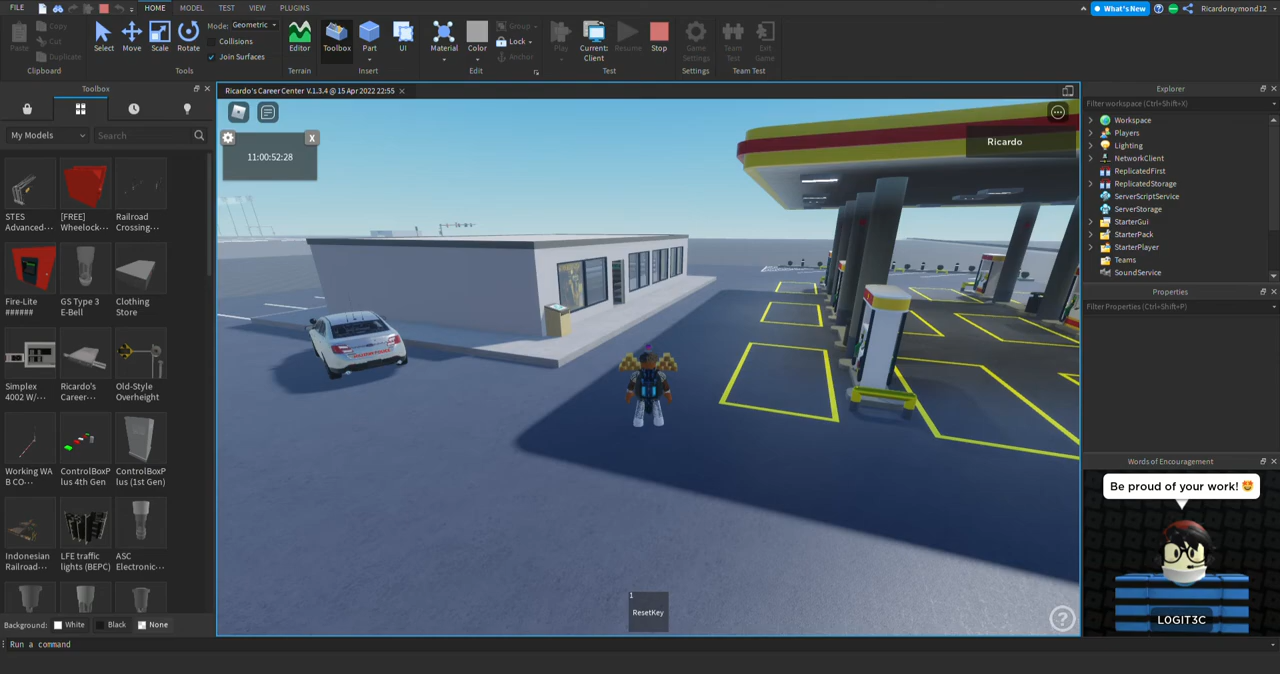 FILE
HOME
MODEL
TEST
VIEW
PLUGINS
What's New
Ricardoraymond12
Paste
Copy
Cut
Duplicate
Clipboard
Select
Move
Scale
Rotate
Mode: Geometric
Collisions
Join Surfaces
Tools
Editor
Terrain
Toolbox
Part
UI
Insert
Material
Color
Group
Lock
Anchor
Edit
Play
Current:
Client
Resume
Stop
Test
Game
Settings
Settings
Team
Test
Exit
Game
Team Test
Toolbox
My Models
Search
STES
Advanced···
[FREE]
Wheelock···
Railroad
Crossing···
Fire-Lite
######
GS Type 3
E-Bell
Clothing
Store
Simplex
4002 W/···
Ricardo's
Career···
Old-Style
Overheight
Working WA
B CO···
ControlBoxP
lus 4th Gen
ControlBoxP
lus (1st Gen)
Indonesian
Railroad···
LFE traffic
lights (BEPC)
ASC
Electronic···
Background:
White
Black
None
Run a command
Ricardo's Career Center V.1.3.4 @ 15 Apr 2022 22:55
X
11:00:52:28
Ricardo
1
ResetKey
?
Explorer
Filter workspace (Ctrl+Shift+X)
Workspace
Players
Lighting
NetworkClient
ReplicatedFirst
ReplicatedStorage
ServerScriptService
ServerStorage
StarterGui
StarterPack
StarterPlayer
Teams
SoundService
Properties
Filter Properties (Ctrl+Shift+P)
Words of Encouragement
Be proud of your work! 🤩
L0GIT3C